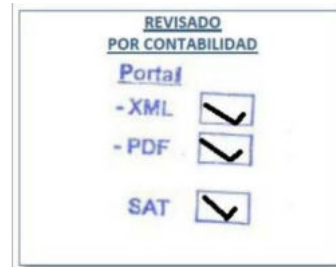 REVISADO
POR CONTABILIDAD
Portal
- XML
- PDF
SAT